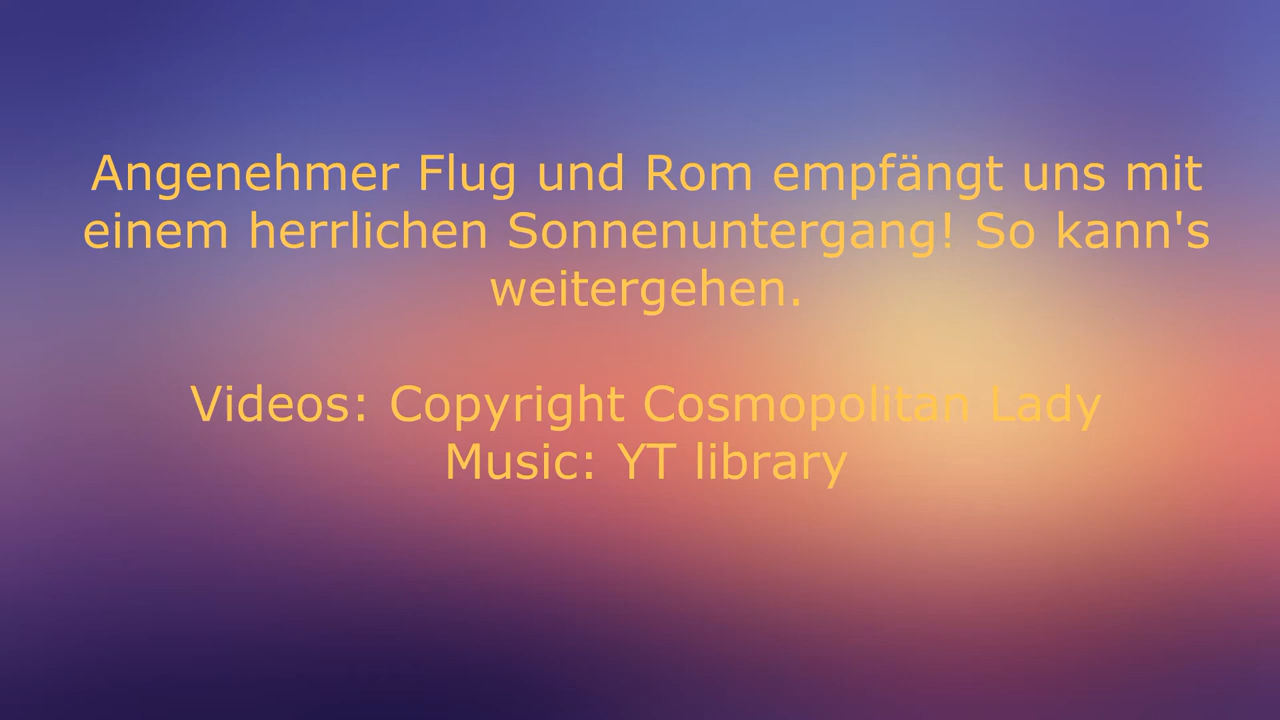 Angenehmer Flug und Rom empfängt uns mit
einem herrlichen Sonnenuntergang! So kann's
weitergehen.
Videos: Copyright Cosmopolitan Lady
Music: YT library